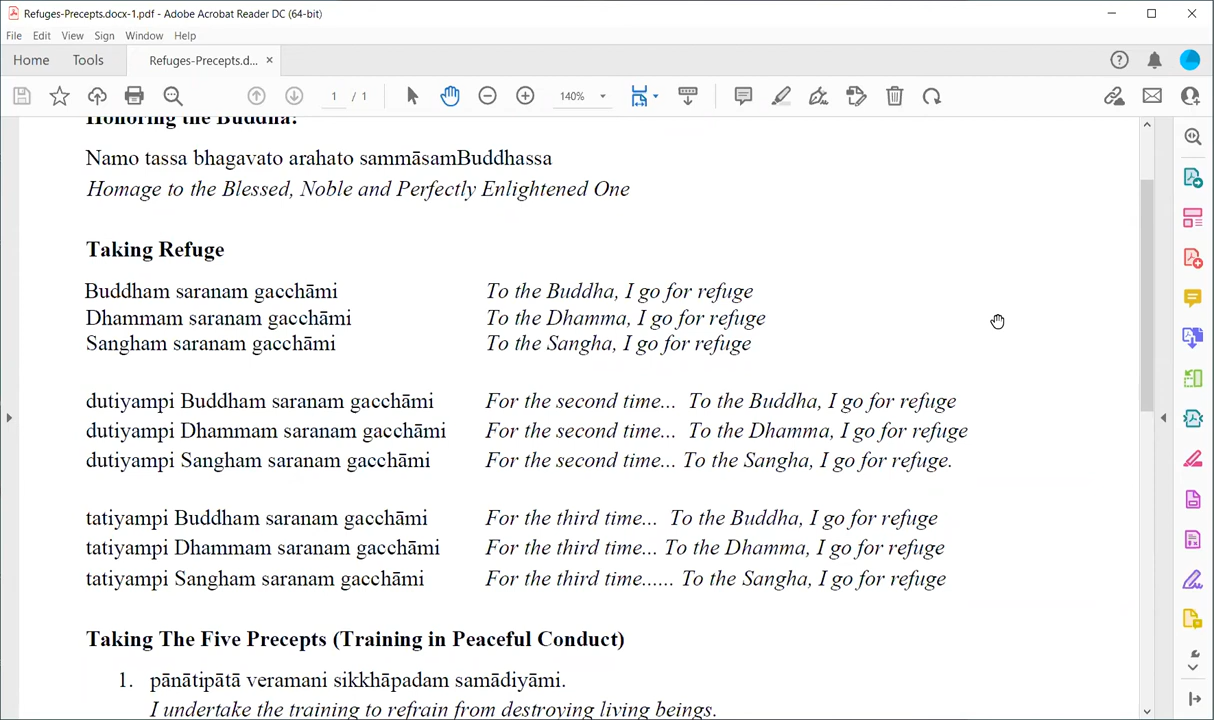 Refuges-Precepts.docx-1.pdf - Adobe Acrobat Reader DC (64-bit)
File Edit View Sign Window Help
Home Tools Refuges-Precepts.d... ×
1 / 1 140%
Honoring the Buddha:
Namo tassa bhagavato arahato sammāsamBuddhassa
Homage to the Blessed, Noble and Perfectly Enlightened One
Taking Refuge
Buddham saranam gacchāmi To the Buddha, I go for refuge
Dhammam saranam gacchāmi To the Dhamma, I go for refuge
Sangham saranam gacchāmi To the Sangha, I go for refuge
dutiyampi Buddham saranam gacchāmi For the second time... To the Buddha, I go for refuge
dutiyampi Dhammam saranam gacchāmi For the second time... To the Dhamma, I go for refuge
dutiyampi Sangham saranam gacchāmi For the second time... To the Sangha, I go for refuge.
tatiyampi Buddham saranam gacchāmi For the third time... To the Buddha, I go for refuge
tatiyampi Dhammam saranam gacchāmi For the third time... To the Dhamma, I go for refuge
tatiyampi Sangham saranam gacchāmi For the third time...... To the Sangha, I go for refuge
Taking The Five Precepts (Training in Peaceful Conduct)
1. pānātipātā veramani sikkhāpadam samādiyāmi.
I undertake the training to refrain from destroying living beings.